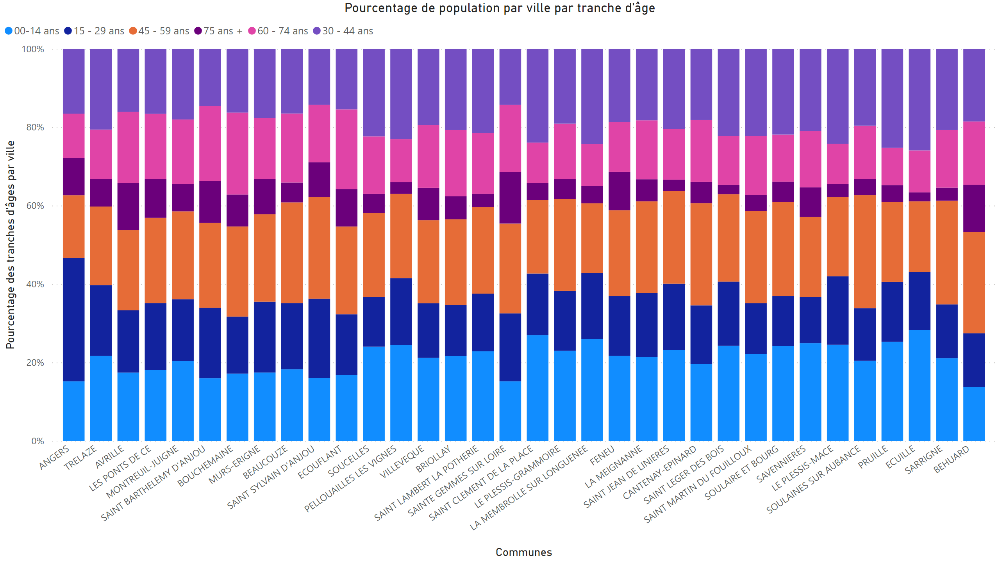 Pourcentage de population par ville par tranche d'âge
00-14 ans 15 - 29 ans 45 - 59 ans 75 ans + 60 - 74 ans 30 - 44 ans
Pourcentage des tranches d'âges par ville
100%
80%
60%
40%
20%
0%
ANGERS
TRELAZE
AVRILLE
LES PONTS DE CE
MONTREUIL-JUIGNE
SAINT BARTHELEMY D'ANJOU
BOUCHEMAINE
MURS-ERIGNE
BEAUCOUZE
SAINT SYLVAIN D'ANJOU
ECOUFLANT
SOUCELLES
PELLOUAILLES LES VIGNES
VILLEVEQUE
BRIOLLAY
SAINT LAMBERT LA POTHERIE
SAINTE GEMMES SUR LOIRE
SAINT CLEMENT DE LA PLACE
LE PLESSIS-GRAMMOIRE
LA MEMBROLLE SUR LONGUENEE
FENEU
LA MEIGNANNE
SAINT JEAN DE LINIERES
CANTENAY-EPINARD
SAINT LEGER DES BOIS
SAINT MARTIN DU FOUILLOUX
SOULAIRE ET BOURG
SAVENNIERES
LE PLESSIS-MACE
SOULAINES SUR AUBANCE
PRUILLE
ECUILLE
SARRIGNE
BEHUARD
Communes